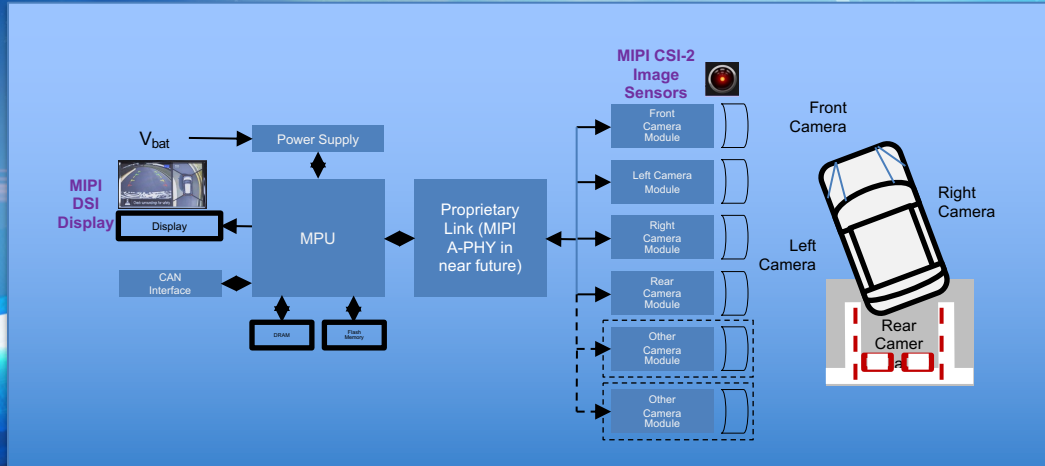 MIPI CSI-2
Image
Sensors
Front
Camera
Module
Left Camera
Module
Right
Camera
Module
Rear
Camera
Module
Other
Camera
Module
Other
Camera
Module
Vbat
Power Supply
MIPI
DSI
Display
Display
CAN
Interface
MPU
DRAM
Flash
Memory
Proprietary
Link (MIPI
A-PHY in
near future)
Front
Camera
Right
Camera
Left
Camera
Rear
Camer